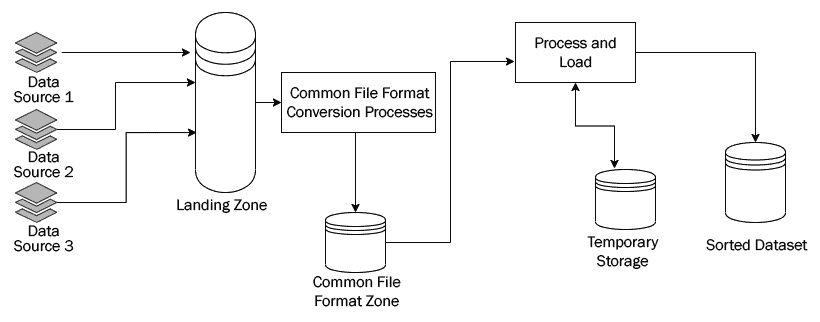 Data
Source 1
Data
Source 2
Data
Source 3
Landing Zone
Common File Format
Conversion Processes
Common File
Format Zone
Process and
Load
Temporary
Storage
Sorted Dataset